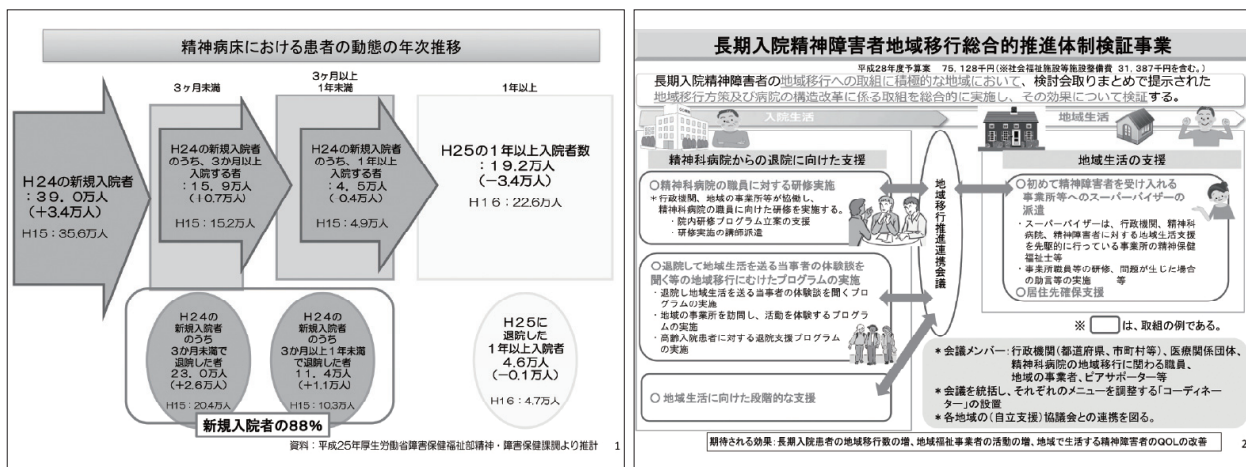 精神病床における患者の動態の年次推移
3ヶ月未満
3ヶ月以上
1年未満
1年以上
H24の新規入院者
:39.0万人
(+3.4万人)
H15:35.6万人
H24の新規入院者
のうち、3か月以上
入院する者
:15.9万人
(+0.7万人)
H15:15.2万人
H24の新規入院者
のうち、1年以上
入院する者
:4.5万人
(-0.4万人)
H15:4.9万人
H25の1年以上入院者数
:19.2万人
(-3.4万人)
H16:22.6万人
H24の
新規入院者
のうち
3か月未満で
退院した者
23.0万人
(+2.6万人)
H15:20.4万人
H24の
新規入院者
のうち
3か月以上1年未満
で退院した者
11.4万人
(+1.1万人)
H15:10.3万人
H25に
退院した
1年以上入院者
4.6万人
(-0.1万人)
H16:4.7万人
新規入院者の88%
資料:平成25年厚生労働省障害保健福祉部精神・障害保健課調より推計
1
長期入院精神障害者地域移行総合的推進体制検証事業
平成28年度予算案 75,128千円(※社会福祉施設等施設整備費 31,387千円を含む。)
長期入院精神障害者の地域移行への取組に積極的な地域において、検討会取りまとめで提示された
地域移行方策及び病院の構造改革に係る取組を総合的に実施し、その効果について検証する。
入院生活
地域生活
精神科病院からの退院に向けた支援
○精神科病院の職員に対する研修実施
*行政機関、地域の事業所等が協働し、
精神科病院の職員に向けた研修を実施する。
・院内研修プログラム立案の支援
・研修実施の講師派遣
○退院して地域生活を送る当事者の体験談を
聞く等の地域移行にむけたプログラムの実施
・退院し地域生活を送る当事者の体験談を聞くプロ
グラムの実施
・地域の事業所を訪問し、活動を体験するプログラ
ムの実施
・高齢入院患者に対する退院支援プログラム
の実施
○地域生活に向けた段階的な支援
地域移行推進連携会議
地域生活の支援
○初めて精神障害者を受け入れる
事業所等へのスーパーバイザーの
派遣
・スーパーバイザーは、行政機関、精神科
病院、精神障害者に対する地域生活支援
を先駆的に行っている事業所の精神保健
福祉士等
・事業所職員等の研修、問題が生じた場合
の助言等の実施 等
○居住先確保支援
※ は、取組の例である。
*会議メンバー:行政機関(都道府県、市町村等)、医療関係団体、
精神科病院の地域移行に関わる職員、
地域の事業者、ピアサポーター等
*会議を統括し、それぞれのメニューを調整する「コーディネー
ター」の設置
*各地域の(自立支援)協議会との連携を図る。
期待される効果:長期入院患者の地域移行数の増、地域福祉事業者の活動の増、地域で生活する精神障害者のQOLの改善
2